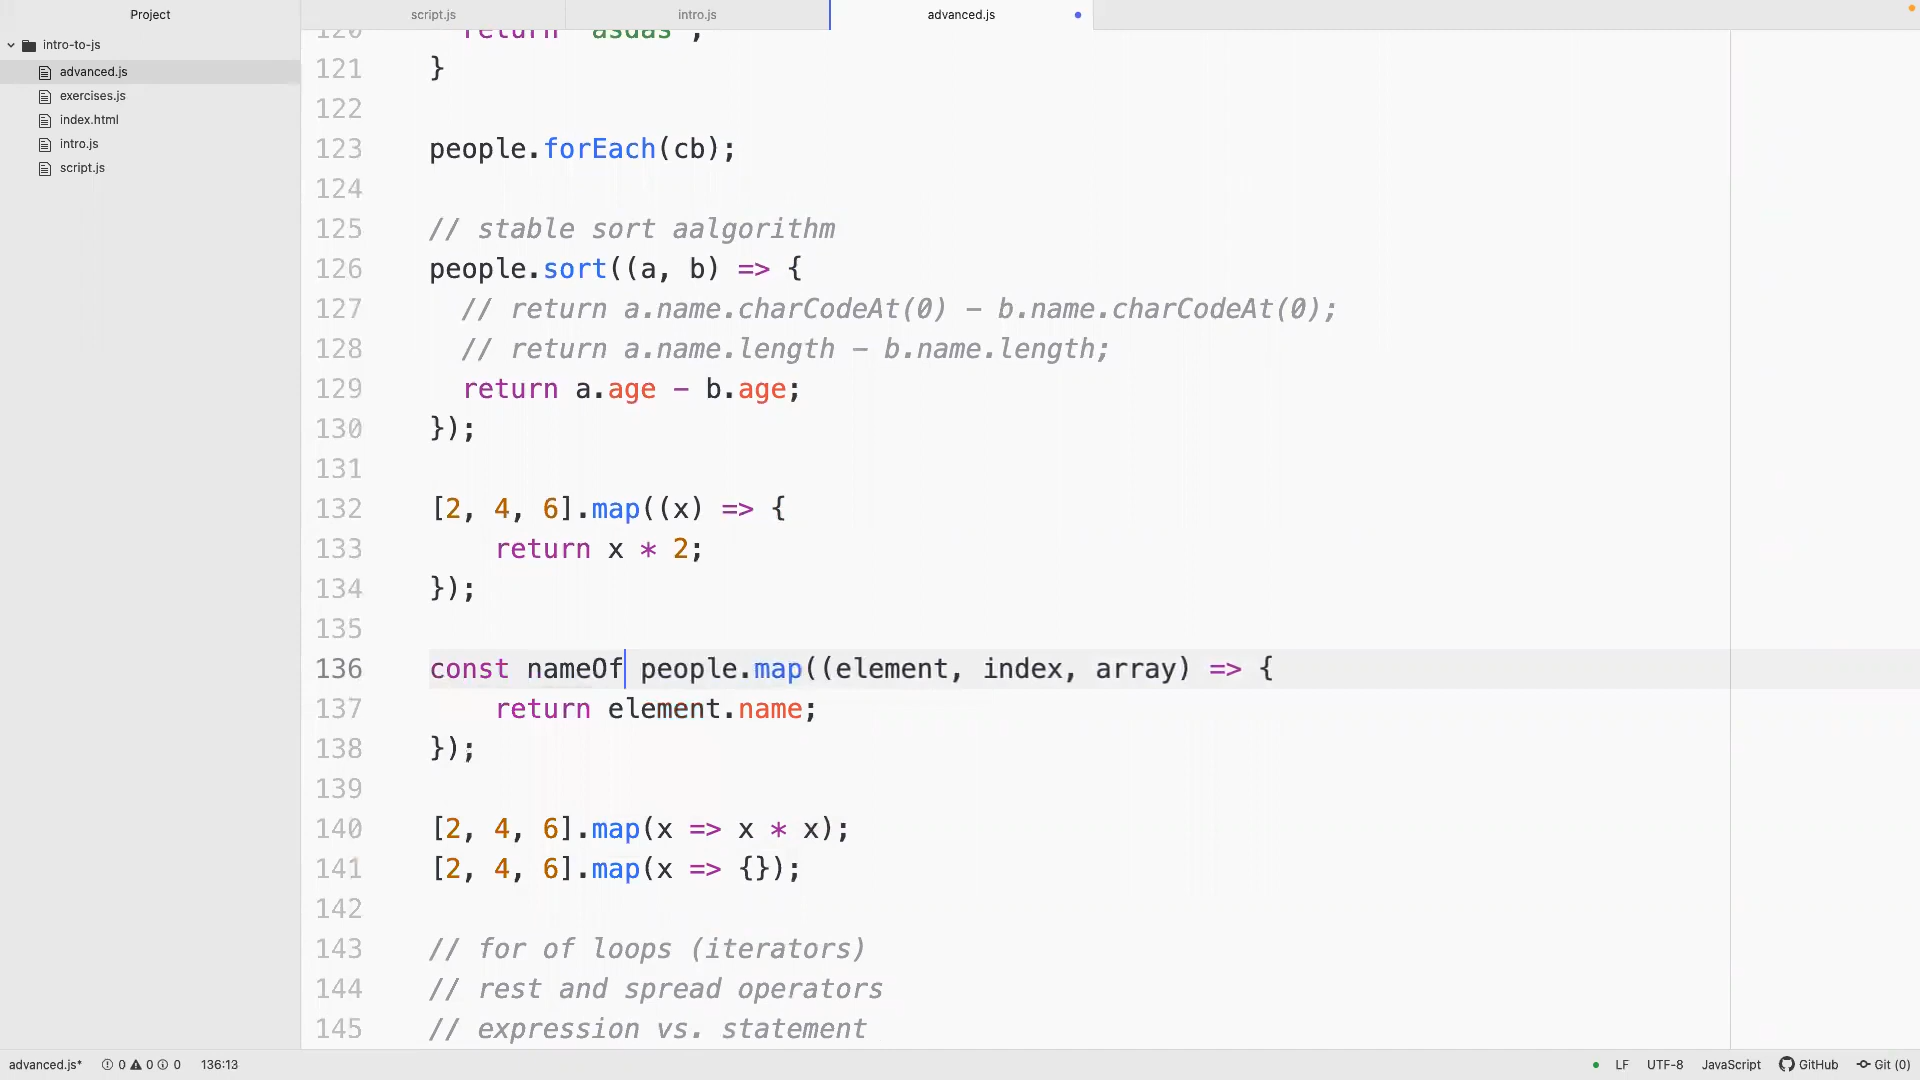 Project
script.js
intro.js
advanced.js
intro-to-js
advanced.js
exercises.js
index.html
intro.js
script.js
120 return 'asdas';
121 }
122
123 people.forEach(cb);
124
125 // stable sort aalgorithm
126 people.sort((a, b) => {
127 // return a.name.charCodeAt(0) - b.name.charCodeAt(0);
128 // return a.name.length - b.name.length;
129 return a.age - b.age;
130 });
131
132 [2, 4, 6].map((x) => {
133 return x * 2;
134 });
135
136 const nameOf people.map((element, index, array) => {
137 return element.name;
138 });
139
140 [2, 4, 6].map(x => x * x);
141 [2, 4, 6].map(x => {});
142
143 // for of loops (iterators)
144 // rest and spread operators
145 // expression vs. statement
advanced.js* 0 0 0 136:13 LF UTF-8 JavaScript GitHub Git (0)